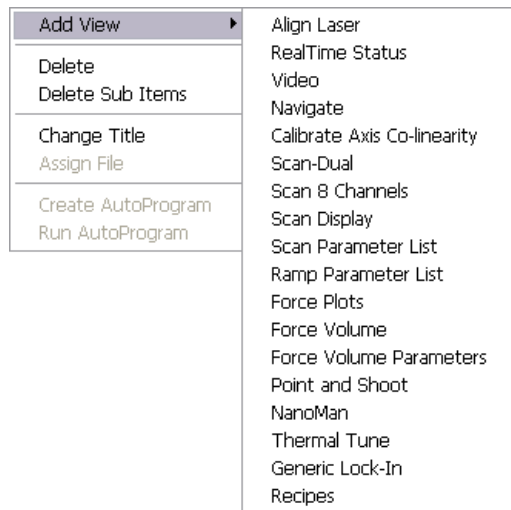 Add View
Delete
Delete Sub Items
Change Title
Assign File
Create AutoProgram
Run AutoProgram
Align Laser
RealTime Status
Video
Navigate
Calibrate Axis Co-linearity
Scan-Dual
Scan 8 Channels
Scan Display
Scan Parameter List
Ramp Parameter List
Force Plots
Force Volume
Force Volume Parameters
Point and Shoot
NanoMan
Thermal Tune
Generic Lock-In
Recipes